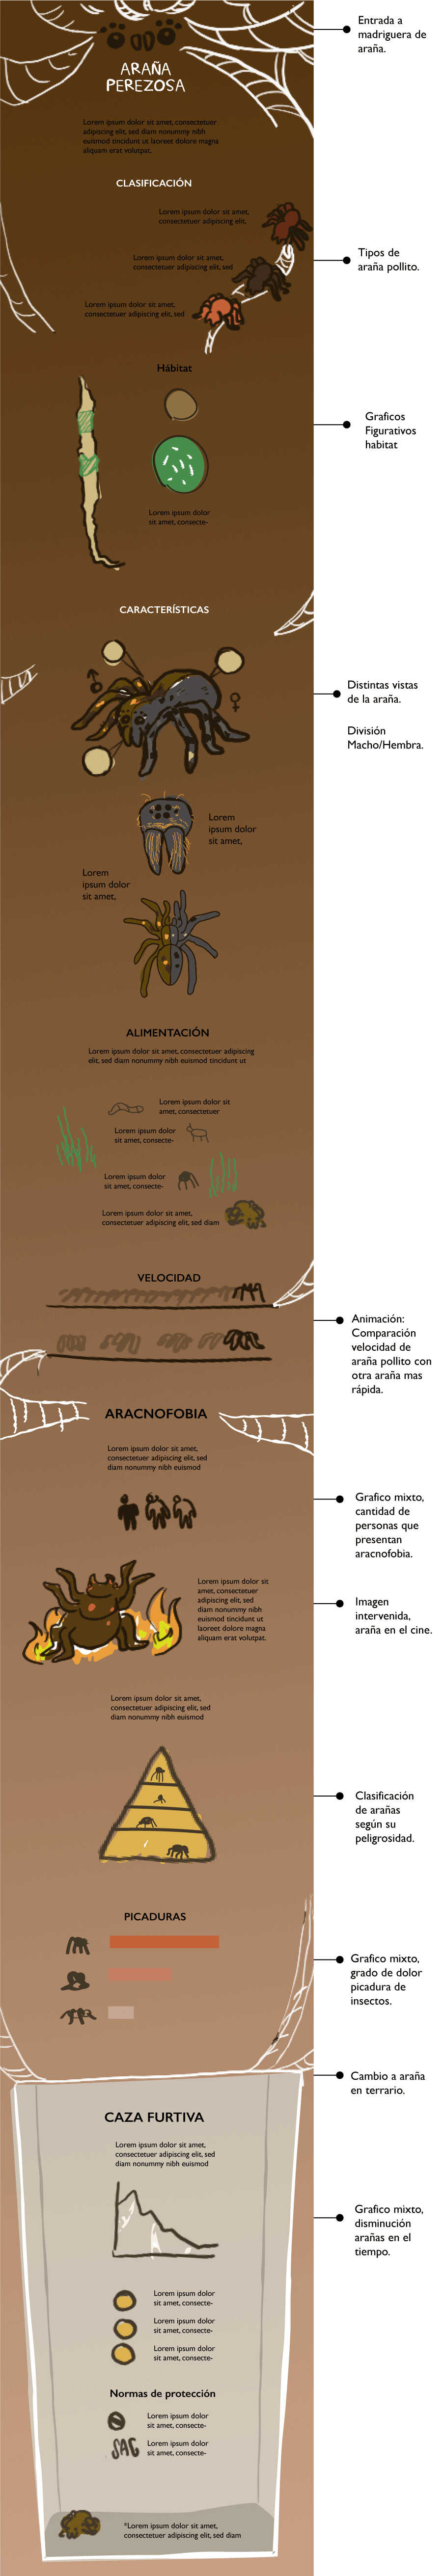 Entrada a
madriguera de
araña.
ARAÑA
PEREZOSA
Lorem ipsum dolor sit amet, consectetuer
adipiscing elit, sed diam nonummy nibh
euismod tincidunt ut laoreet dolore magna
aliquam erat volutpat.
CLASIFICACIÓN
Lorem ipsum dolor sit amet,
consectetuer adipiscing elit,
Tipos de
araña pollito.
Lorem ipsum dolor sit amet,
consectetuer adipiscing elit, sed
Lorem ipsum dolor sit amet,
consectetuer adipiscing elit, sed
Hábitat
Graficos
Figurativos
habitat
Lorem ipsum dolor
sit amet, consecte-
CARACTERÍSTICAS
Distintas vistas
de la araña.
División
Macho/Hembra.
Lorem
ipsum dolor
sit amet,
Lorem
ipsum dolor
sit amet,
ALIMENTACIÓN
Lorem ipsum dolor sit amet, consectetuer adipiscing
elit, sed diam nonummy nibh euismod tincidunt ut
Lorem ipsum dolor sit
amet, consectetuer
Lorem ipsum dolor
sit amet, consecte-
Lorem ipsum dolor
sit amet, consecte-
Lorem ipsum dolor sit amet,
consectetuer adipiscing elit, sed diam
VELOCIDAD
Animación:
Comparación
velocidad de
araña pollito con
otra araña mas
rápida.
ARACNOFOBIA
Lorem ipsum dolor sit amet,
consectetuer adipiscing elit, sed
diam nonummy nibh euismod
Grafico mixto,
cantidad de
personas que
presentan
aracnofobia.
Lorem ipsum dolor sit
amet, consectetuer
adipiscing elit, sed
diam nonummy nibh
euismod tincidunt ut
laoreet dolore magna
aliquam erat volutpat.
Imagen
intervenida,
araña en el cine.
Lorem ipsum dolor sit amet,
consectetuer adipiscing elit, sed
diam nonummy nibh euismod
Clasificación
de arañas
según su
peligrosidad.
PICADURAS
Grafico mixto,
grado de dolor
picadura de
insectos.
Cambio a araña
en terrario.
CAZA FURTIVA
Lorem ipsum dolor sit amet,
consectetuer adipiscing elit, sed
diam nonummy nibh euismod
Grafico mixto,
disminución
arañas en el
tiempo.
Lorem ipsum dolor
sit amet, consecte-
Lorem ipsum dolor
sit amet, consecte-
Lorem ipsum dolor
sit amet, consecte-
Normas de protección
Lorem ipsum dolor
sit amet, consecte-
SAG
Lorem ipsum dolor
sit amet, consecte-
*Lorem ipsum dolor sit amet,
consectetuer adipiscing elit, sed diam